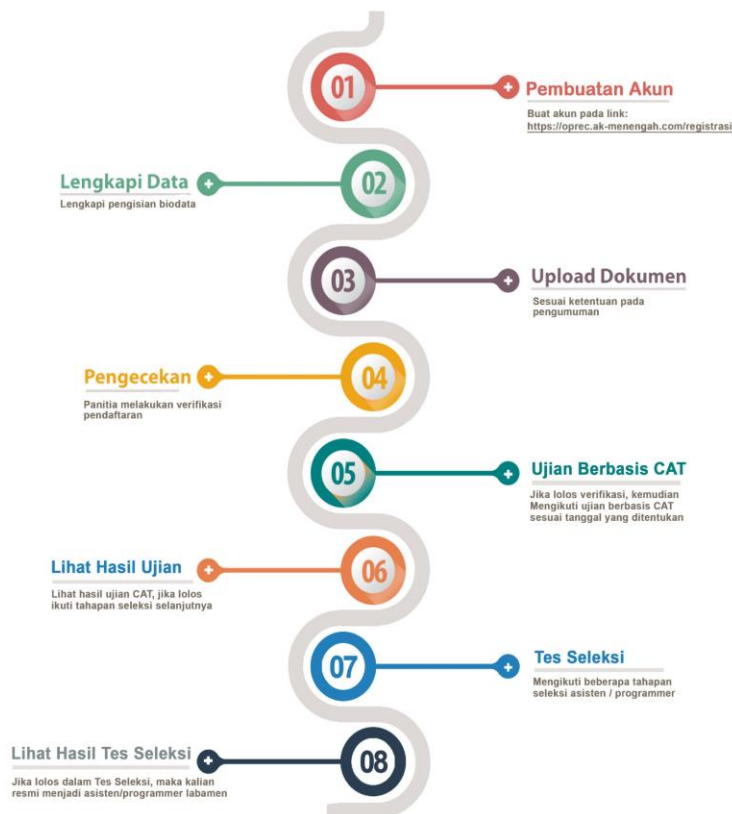 01
Pembuatan Akun
Buat akun pada link:
https://oprec.ak-menengah.com/registrasi
Lengkapi Data
02
Lengkapi pengisian biodata
03
Upload Dokumen
Sesuai ketentuan pada
pengumuman
Pengecekan
04
Panitia melakukan verifikasi
pendaftaran
05
Ujian Berbasis CAT
Jika lolos verifikasi, kemudian
Mengikuti ujian berbasis CAT
sesuai tanggal yang ditentukan
Lihat Hasil Ujian
06
Lihat hasil ujian CAT, jika lolos
ikuti tahapan seleksi selanjutnya
07
Tes Seleksi
Mengikuti beberapa tahapan
seleksi asisten / programmer
Lihat Hasil Tes Seleksi
08
Jika lolos dalam Tes Seleksi, maka kalian
resmi menjadi asisten/programmer labamen